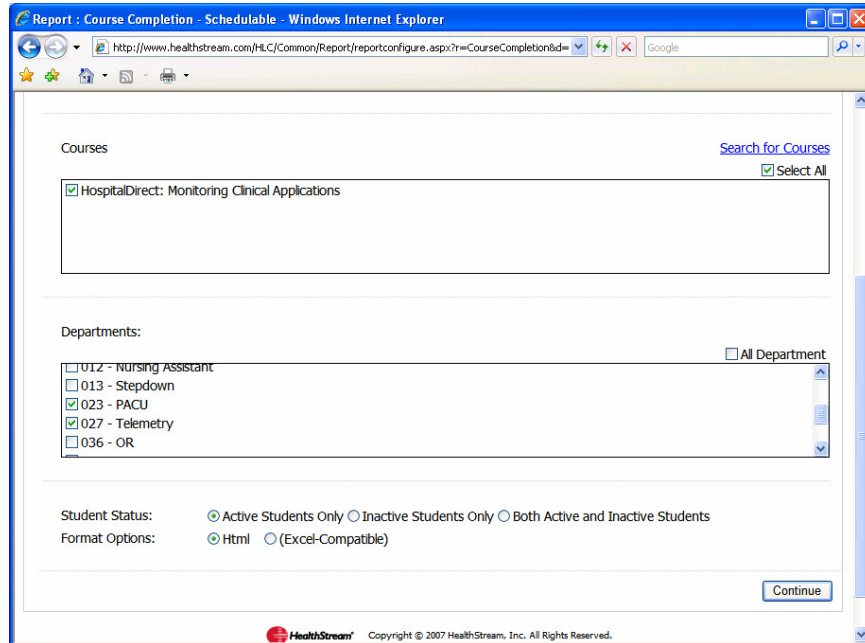 Report : Course Completion - Schedulable - Windows Internet Explorer
http://www.healthstream.com/HLC/Common/Report/reportconfigure.aspx?r=CourseCompletion&d=
Google
Courses
Search for Courses
Select All
HospitalDirect: Monitoring Clinical Applications
Departments:
All Department
012 - Nursing Assistant
013 - Stepdown
023 - PACU
027 - Telemetry
036 - OR
Student Status: Active Students Only Inactive Students Only Both Active and Inactive Students
Format Options: Html (Excel-Compatible)
Continue
HealthStream Copyright © 2007 HealthStream, Inc. All Rights Reserved.